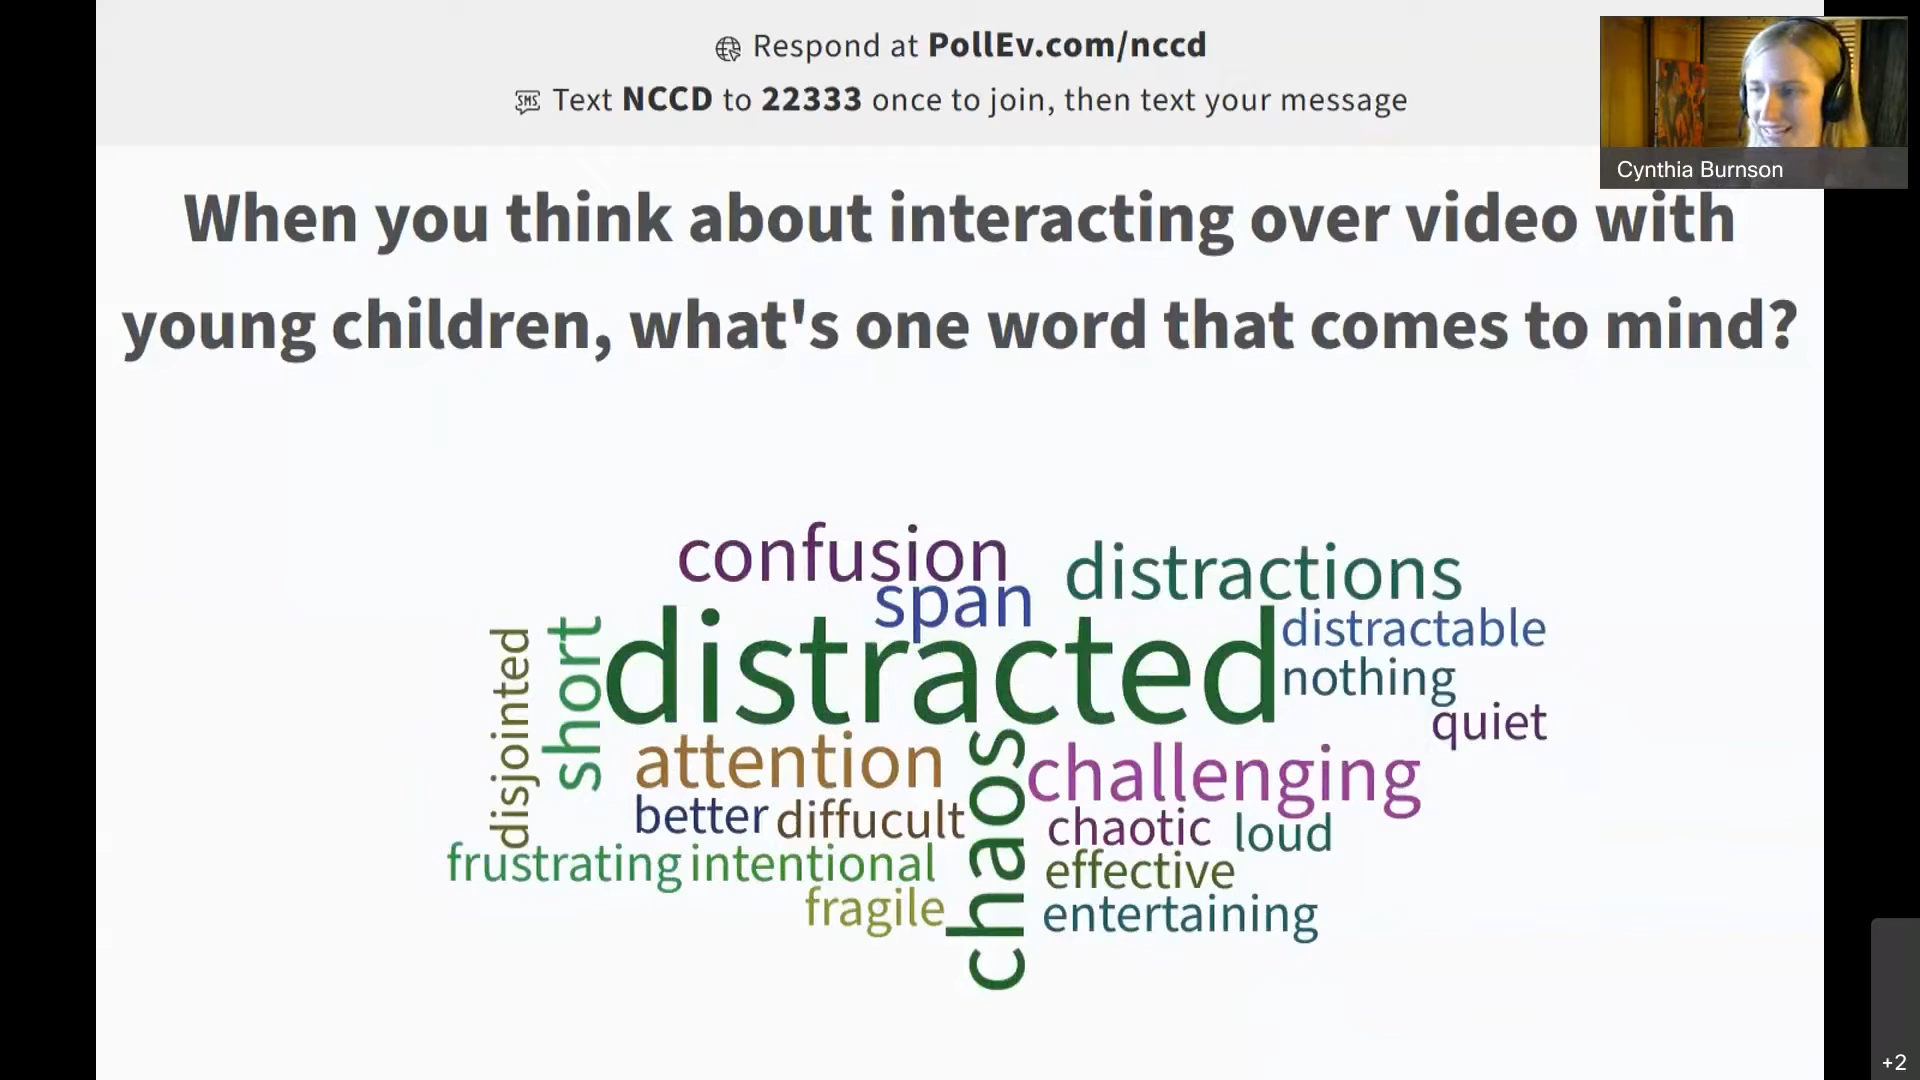 Respond at PollEv.com/nccd
SMS
Text NCCD to 22333 once to join, then text your message
Cynthia Burnson
When you think about interacting over video with
young children, what's one word that comes to mind?
confusion
distractions
span
distracted
distractable
nothing
quiet
disjointed
short
attention
chaos
challenging
better
diffucult
chaotic
loud
frustrating
intentional
effective
fragile
entertaining
+2